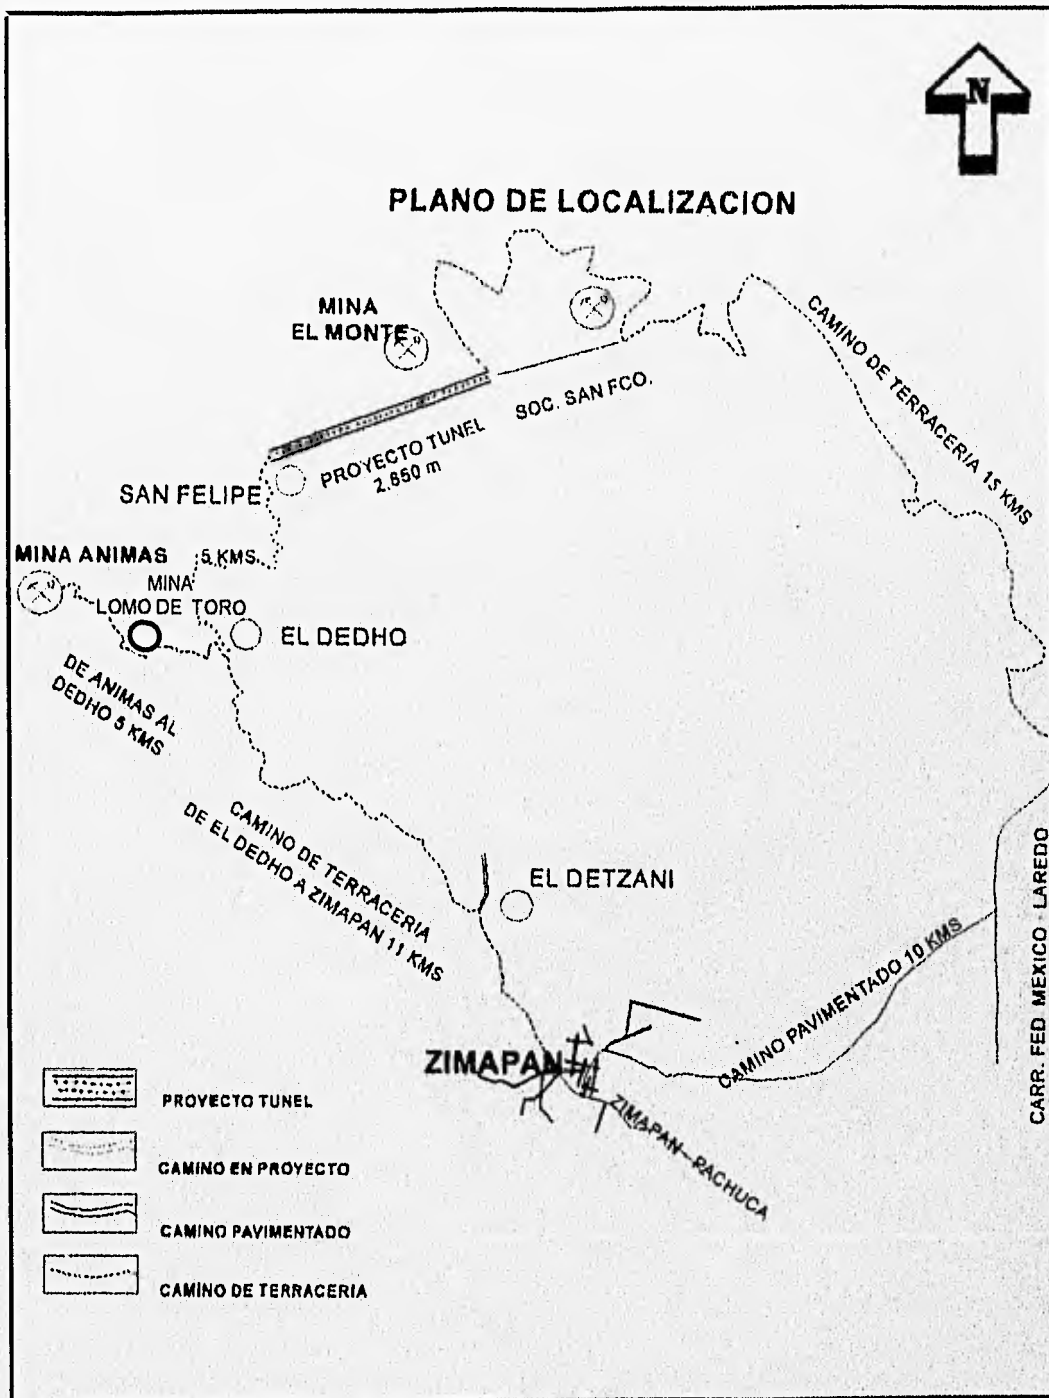 N
PLANO DE LOCALIZACION
MINA
EL MONTE
CAMINO DE TERRACERIA 15 KMS
SOC. SAN FCO.
PROYECTO TUNEL
2,650 m
SAN FELIPE
MINA ANIMAS
5 KMS.
MINA
LOMO DE TORO
EL DEDHO
DE ANIMAS AL
DEDHO 5 KMS
CAMINO DE TERRACERIA
DE EL DEDHO A ZIMAPAN 11 KMS
EL DETZANI
CAMINO PAVIMENTADO 10 KMS
CARR. FED MEXICO - LAREDO
ZIMAPAN
ZIMAPAN-PACHUCA
PROYECTO TUNEL
CAMINO EN PROYECTO
CAMINO PAVIMENTADO
CAMINO DE TERRACERIA